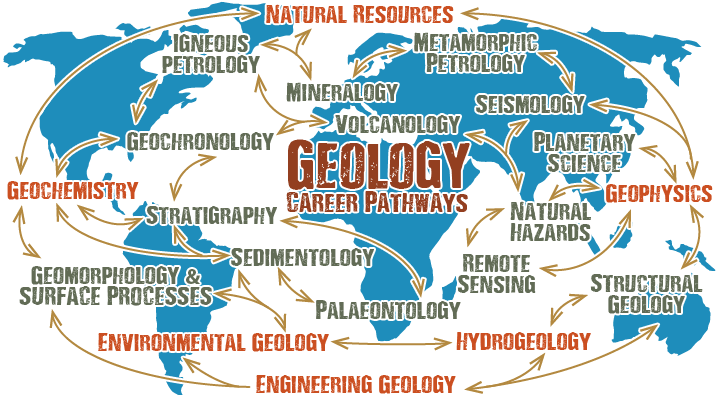 Natural Resources
Igneous
Petrology
Metamorphic
Petrology
Mineralogy
Seismology
Geochronology
Volcanology
Planetary
Science
Geology
Career Pathways
Geochemistry
Geophysics
Stratigraphy
Natural
Hazards
Sedimentology
Remote
Sensing
Geomorphology &
Surface Processes
Structural
Geology
Palaeontology
Environmental Geology
Hydrogeology
Engineering Geology